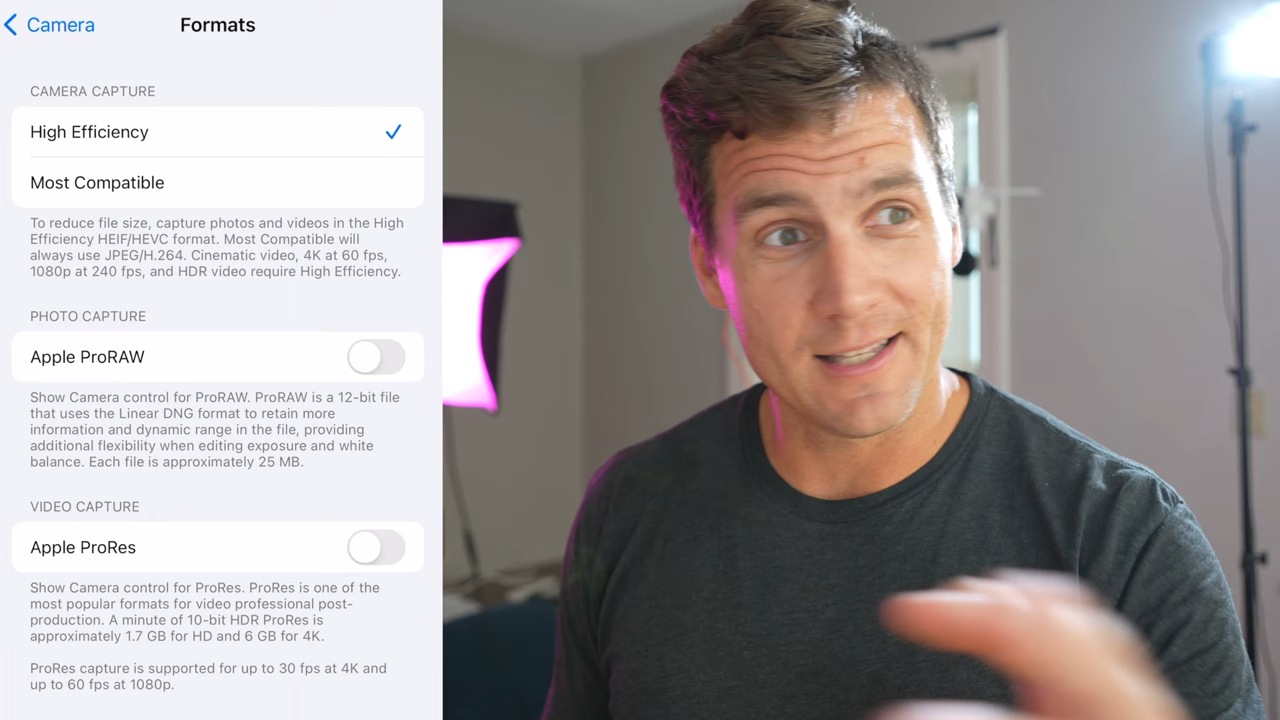 Camera
Formats
CAMERA CAPTURE
High Efficiency
Most Compatible
To reduce file size, capture photos and videos in the High
Efficiency HEIF/HEVC format. Most Compatible will
always use JPEG/H.264. Cinematic video, 4K at 60 fps,
1080p at 240 fps, and HDR video require High Efficiency.
PHOTO CAPTURE
Apple ProRAW
Show Camera control for ProRAW. ProRAW is a 12-bit file
that uses the Linear DNG format to retain more
information and dynamic range in the file, providing
additional flexibility when editing exposure and white
balance. Each file is approximately 25 MB.
VIDEO CAPTURE
Apple ProRes
Show Camera control for ProRes. ProRes is one of the
most popular formats for video professional post-
production. A minute of 10-bit HDR ProRes is
approximately 1.7 GB for HD and 6 GB for 4K.
ProRes capture is supported for up to 30 fps at 4K and
up to 60 fps at 1080p.